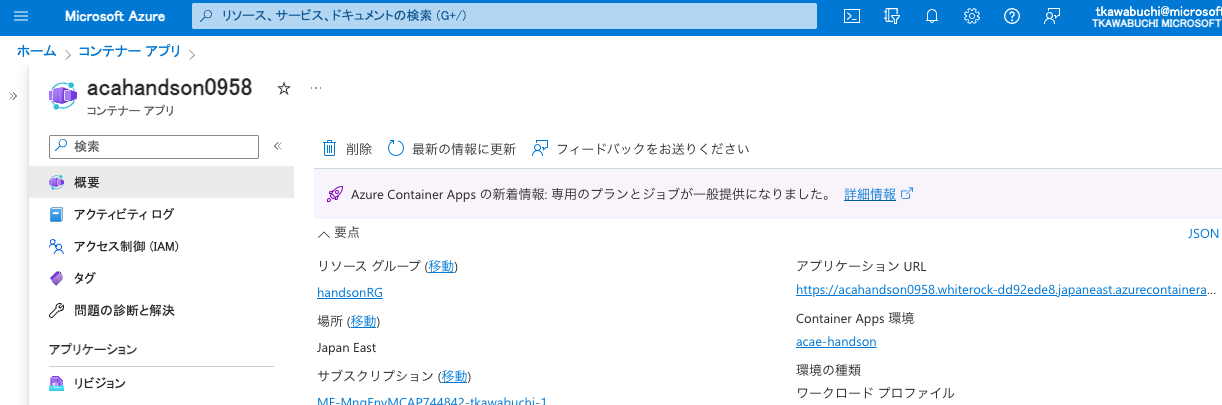 Microsoft Azure
リソース、サービス、ドキュメントの検索 (G+/)
tkawabuchi@microsof
TKAWABUCHI MICROSOFT
ホーム > コンテナー アプリ >
acahandson0958
コンテナー アプリ
検索
概要
アクティビティ ログ
アクセス制御 (IAM)
タグ
問題の診断と解決
アプリケーション
リビジョン
削除 最新の情報に更新 フィードバックをお送りください
Azure Container Apps の新着情報: 専用のプランとジョブが一般提供になりました。 詳細情報
要点
JSON
リソース グループ (移動)
handsonRG
場所 (移動)
Japan East
サブスクリプション (移動)
ME-MngEnvMCAP744842-tkawabuchi-1
アプリケーション URL
https://acahandson0958.whiterock-dd92ede8.japaneast.azurecontainera...
Container Apps 環境
acae-handson
環境の種類
ワークロード プロファイル